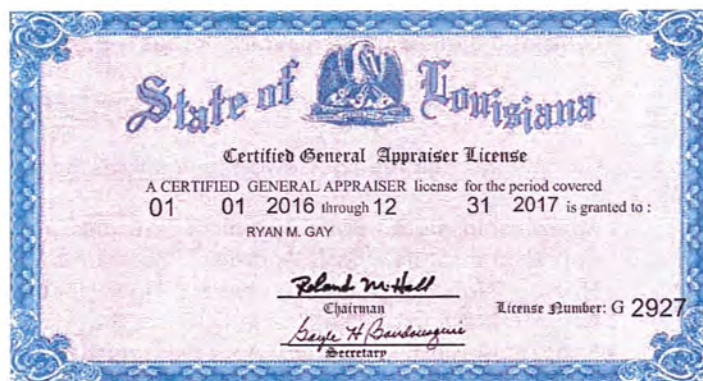 State of Louisiana
Certified General Appraiser License
A CERTIFIED GENERAL APPRAISER license for the period covered
01 01 2016 through 12 31 2017 is granted to :
RYAN M. GAY
Roland M. Hall
Chairman
License Number: G 2927
Gayle H
Secretary